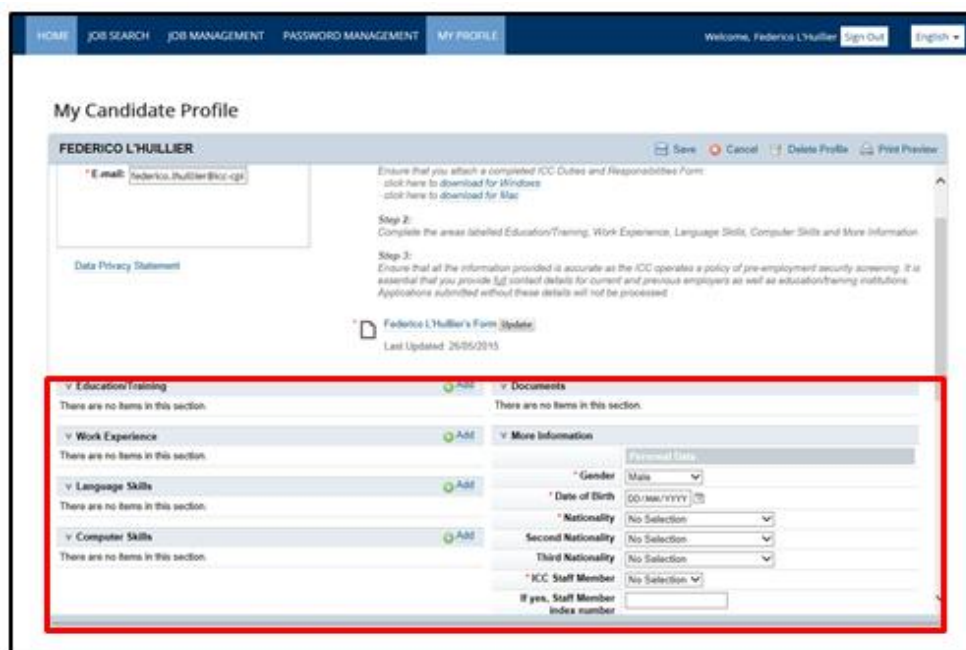 HOME JOB SEARCH JOB MANAGEMENT PASSWORD MANAGEMENT MY PROFILE Welcome, Federico L'Huillier Sign Out English
My Candidate Profile
FEDERICO L'HUILLIER Save Cancel Delete Profile Print Preview
* E-mail:
Ensure that you attach a completed ICC Duties and Responsibilities Form:
- click here to download for Windows
- click here to download for Mac
Step 2:
Complete the areas labelled Education/Training, Work Experience, Language Skills, Computer Skills and More Information
Data Privacy Statement
Step 3:
Ensure that all the information provided is accurate as the ICC operates a policy of pre-employment security screening. It is
essential that you provide full contact details for current and previous employers as well as education/training institutions.
Applications submitted without these details will not be processed
* Federico L'Huillier's Form Update
Last Updated: 26/05/2015
Education/Training Add
There are no items in this section.
Work Experience Add
There are no items in this section.
Language Skills Add
There are no items in this section.
Computer Skills Add
There are no items in this section.
Documents
There are no items in this section.
More Information
Personal Data
* Gender Male
* Date of Birth DD/MM/YYYY
* Nationality No Selection
Second Nationality No Selection
Third Nationality No Selection
* ICC Staff Member No Selection
If yes, Staff Member
index number